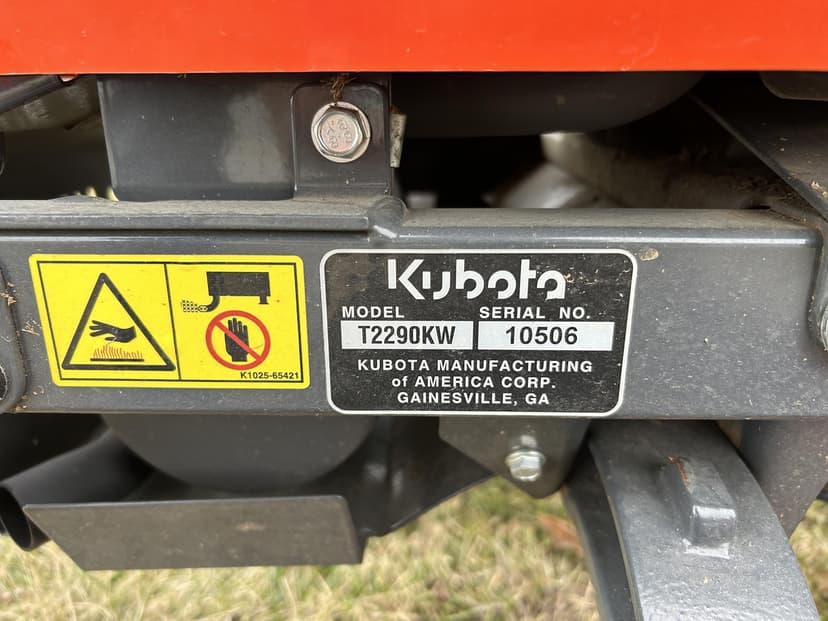 Kubota
MODEL SERIAL NO.
T2290KW 10506
KUBOTA MANUFACTURING
of AMERICA CORP.
GAINESVILLE, GA
K1025-65421